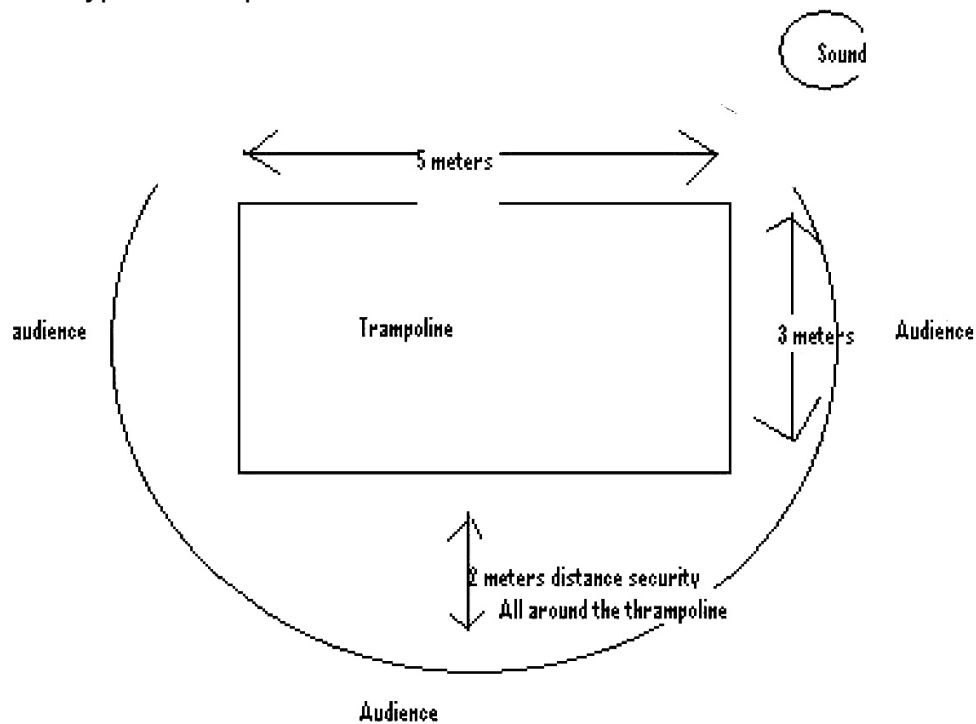 Sound
5 meters
audience
Trampoline
3 meters
Audience
2 meters distance security
All around the thrampoline
Audience